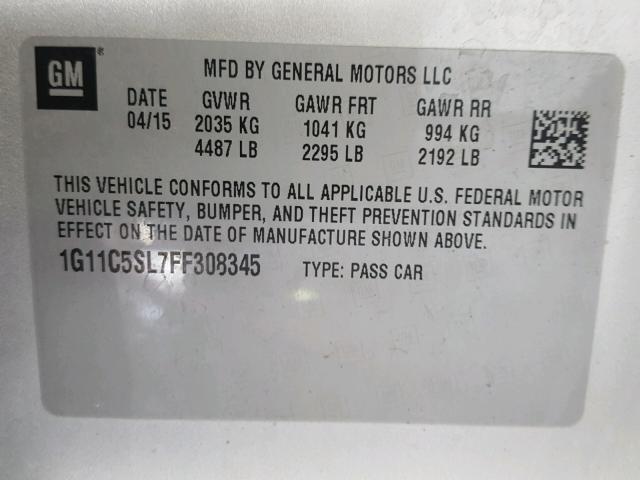 GM
MFD BY GENERAL MOTORS LLC
DATE GVWR GAWR FRT GAWR RR
04/15 2035 KG 1041 KG 994 KG
4487 LB 2295 LB 2192 LB
THIS VEHICLE CONFORMS TO ALL APPLICABLE U.S. FEDERAL MOTOR
VEHICLE SAFETY, BUMPER, AND THEFT PREVENTION STANDARDS IN
EFFECT ON THE DATE OF MANUFACTURE SHOWN ABOVE.
1G11C5SL7FF308345 TYPE: PASS CAR